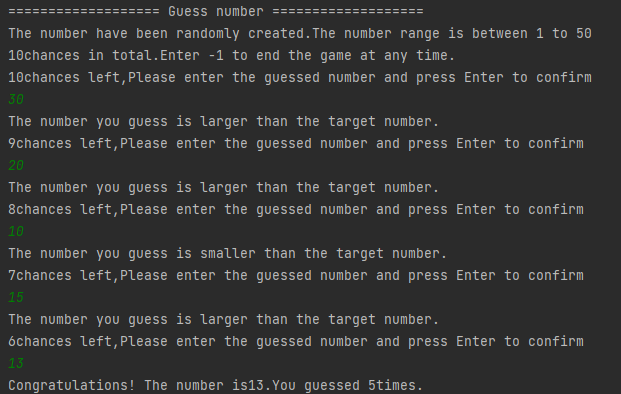 =================== Guess number ===================
The number have been randomly created.The number range is between 1 to 50
10chances in total.Enter -1 to end the game at any time.
10chances left,Please enter the guessed number and press Enter to confirm
30
The number you guess is larger than the target number.
9chances left,Please enter the guessed number and press Enter to confirm
20
The number you guess is larger than the target number.
8chances left,Please enter the guessed number and press Enter to confirm
10
The number you guess is smaller than the target number.
7chances left,Please enter the guessed number and press Enter to confirm
15
The number you guess is larger than the target number.
6chances left,Please enter the guessed number and press Enter to confirm
13
Congratulations! The number is13.You guessed 5times.